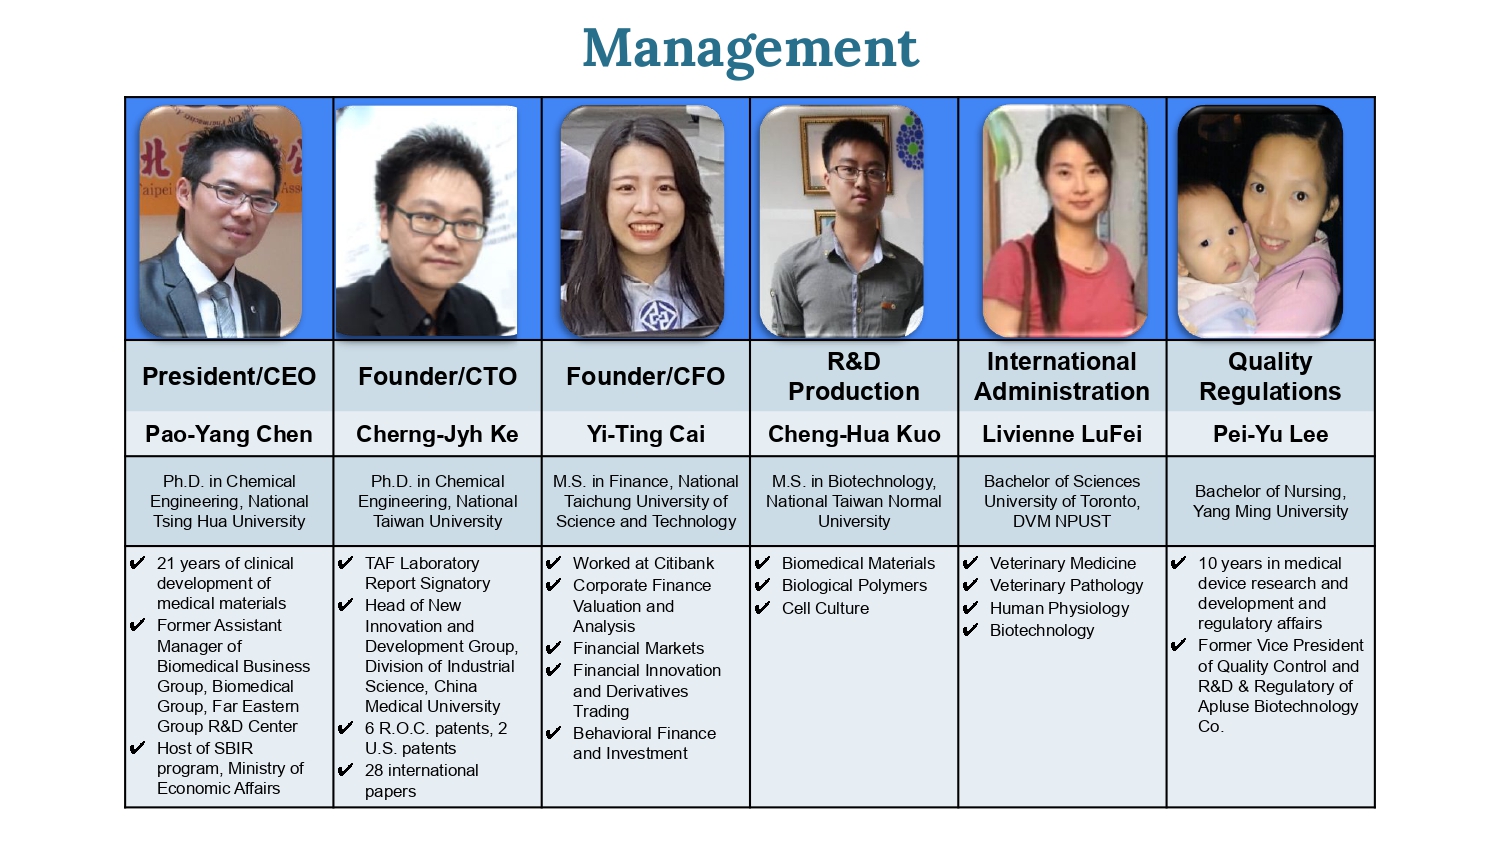 Management
北
公
Taipei
Asso
President/CEO
Founder/CTO
Founder/CFO
R&D
Production
International
Administration
Quality
Regulations
Pao-Yang Chen
Cherng-Jyh Ke
Yi-Ting Cai
Cheng-Hua Kuo
Livienne LuFei
Pei-Yu Lee
Ph.D. in Chemical
Engineering, National
Tsing Hua University
Ph.D. in Chemical
Engineering, National
Taiwan University
M.S. in Finance, National
Taichung University of
Science and Technology
M.S. in Biotechnology,
National Taiwan Normal
University
Bachelor of Sciences
University of Toronto,
DVM NPUST
Bachelor of Nursing,
Yang Ming University
✔ 21 years of clinical
development of
medical materials
✔ Former Assistant
Manager of
Biomedical Business
Group, Biomedical
Group, Far Eastern
Group R&D Center
✔ Host of SBIR
program, Ministry of
Economic Affairs
✔ TAF Laboratory
Report Signatory
✔ Head of New
Innovation and
Development Group,
Division of Industrial
Science, China
Medical University
✔ 6 R.O.C. patents, 2
U.S. patents
✔ 28 international
papers
✔ Worked at Citibank
✔ Corporate Finance
Valuation and
Analysis
✔ Financial Markets
✔ Financial Innovation
and Derivatives
Trading
✔ Behavioral Finance
and Investment
✔ Biomedical Materials
✔ Biological Polymers
✔ Cell Culture
✔ Veterinary Medicine
✔ Veterinary Pathology
✔ Human Physiology
✔ Biotechnology
✔ 10 years in medical
device research and
development and
regulatory affairs
✔ Former Vice President
of Quality Control and
R&D & Regulatory of
Apluse Biotechnology
Co.